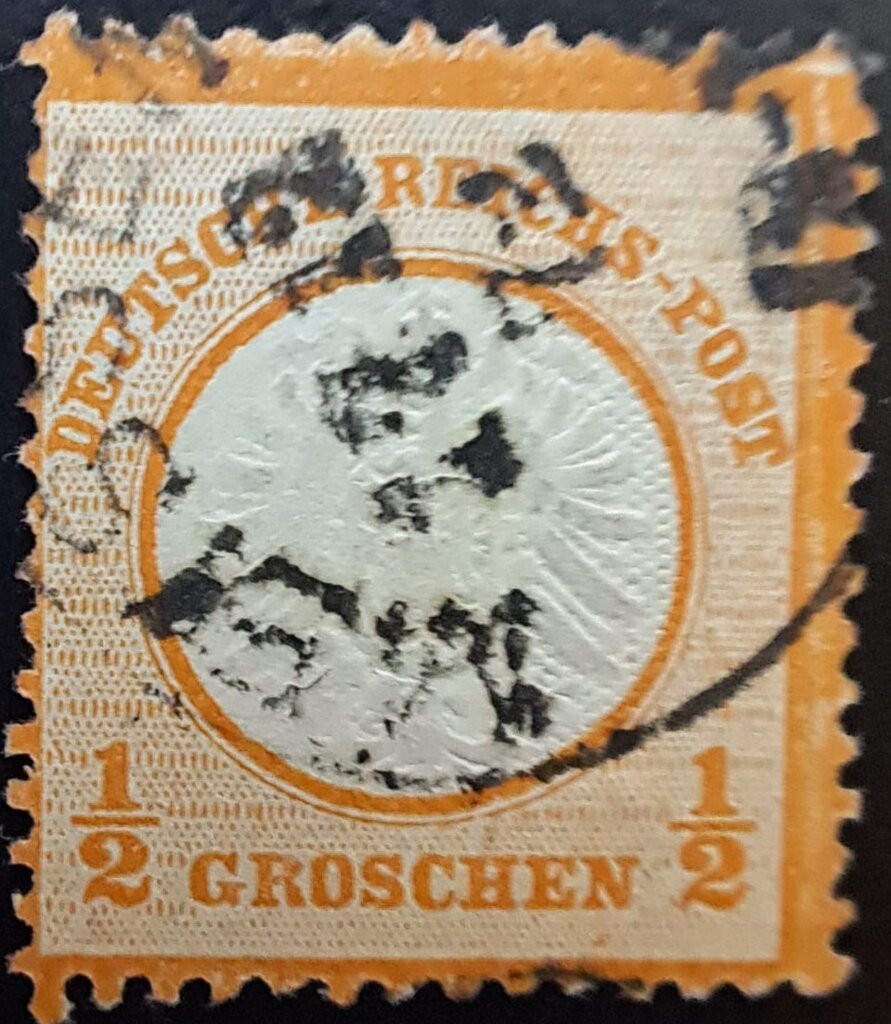 DEUTSCHE REICHS-POST
1/2 GROSCHEN 1/2